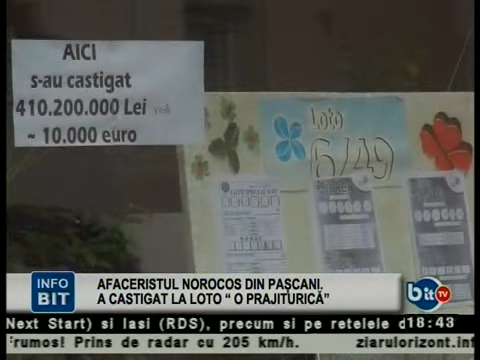 AICI
s-au castigat
410.200.000 Lei
~ 10.000 euro
Loto
6/49
INFO
BIT
AFACERISTUL NOROCOS DIN PAȘCANI.
A CASTIGAT LA LOTO “ O PRAJITURICĂ”
bit TV
Next Start) si Iasi (RDS), precum si pe retelele d
18:43
frumos! Prins de radar cu 205 km/h.
ziarulorizont.inf